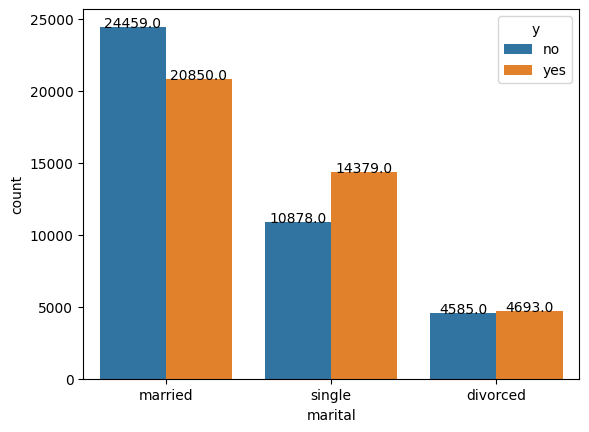 24459.0
20850.0
14379.0
10878.0
4585.0
4693.0
y
no
yes
25000
20000
15000
10000
5000
0
count
married
single
divorced
marital